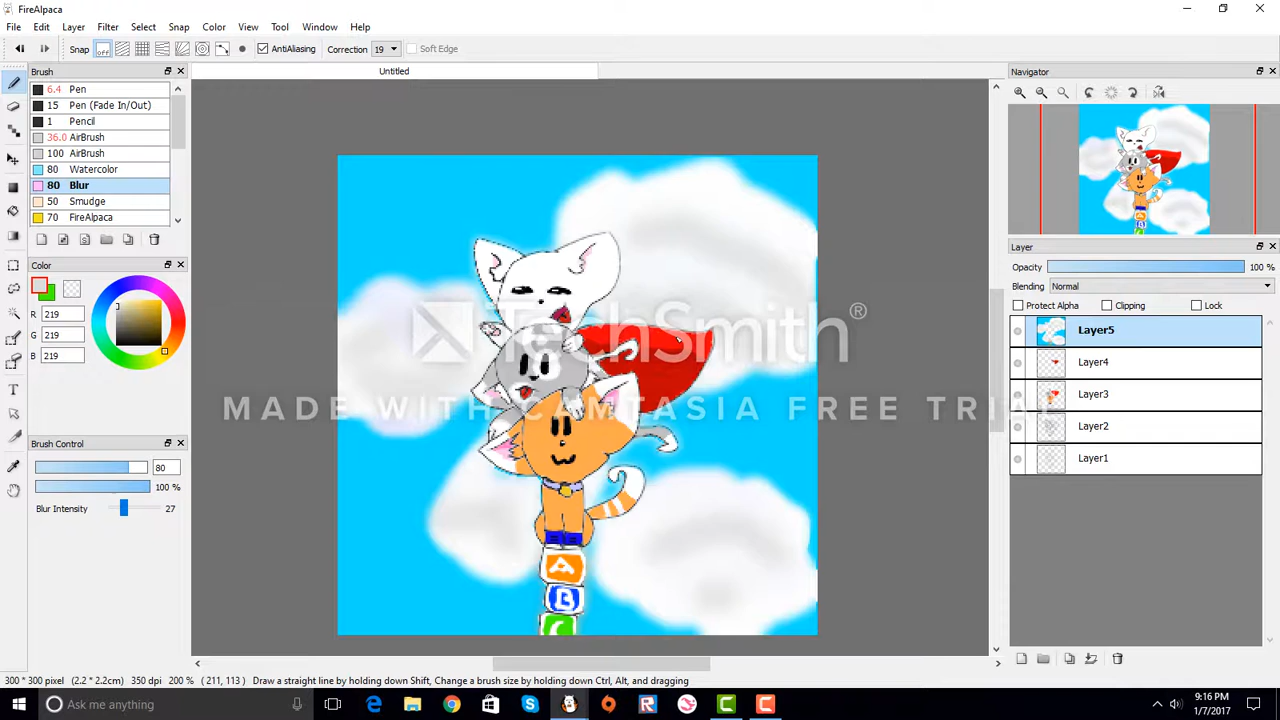 FireAlpaca
File Edit Layer Filter Select Snap Color View Tool Window Help
Snap off AntiAliasing Correction 19 Soft Edge
Brush
6.4 Pen
15 Pen (Fade In/Out)
1 Pencil
36.0 AirBrush
100 AirBrush
80 Watercolor
80 Blur
50 Smudge
70 FireAlpaca
Color
R 219
G 219
B 219
Brush Control
80
100 %
Blur Intensity 27
Untitled
TechSmith®
MADE WITH CAMTASIA FREE TRIAL
A
B
C
Navigator
Layer
Opacity 100 %
Blending Normal
Protect Alpha Clipping Lock
Layer5
Layer4
Layer3
Layer2
Layer1
300 * 300 pixel (2.2 * 2.2cm) 350 dpi 200 % (211, 113) Draw a straight line by holding down Shift, Change a brush size by holding down Ctrl, Alt, and dragging
Ask me anything
9:16 PM
1/7/2017